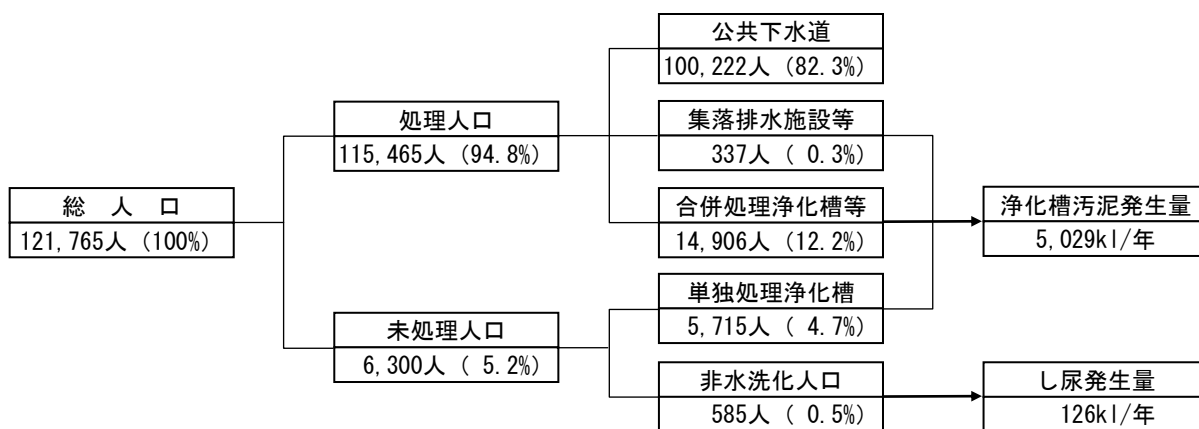 公共下水道
100,222人 (82.3%)
処理人口
115,465人 (94.8%)
集落排水施設等
337人 ( 0.3%)
総　人　口
121,765人 (100%)
合併処理浄化槽等
14,906人 (12.2%)
浄化槽汚泥発生量
5,029kl/年
単独処理浄化槽
5,715人 ( 4.7%)
未処理人口
6,300人 ( 5.2%)
非水洗化人口
585人 ( 0.5%)
し尿発生量
126kl/年